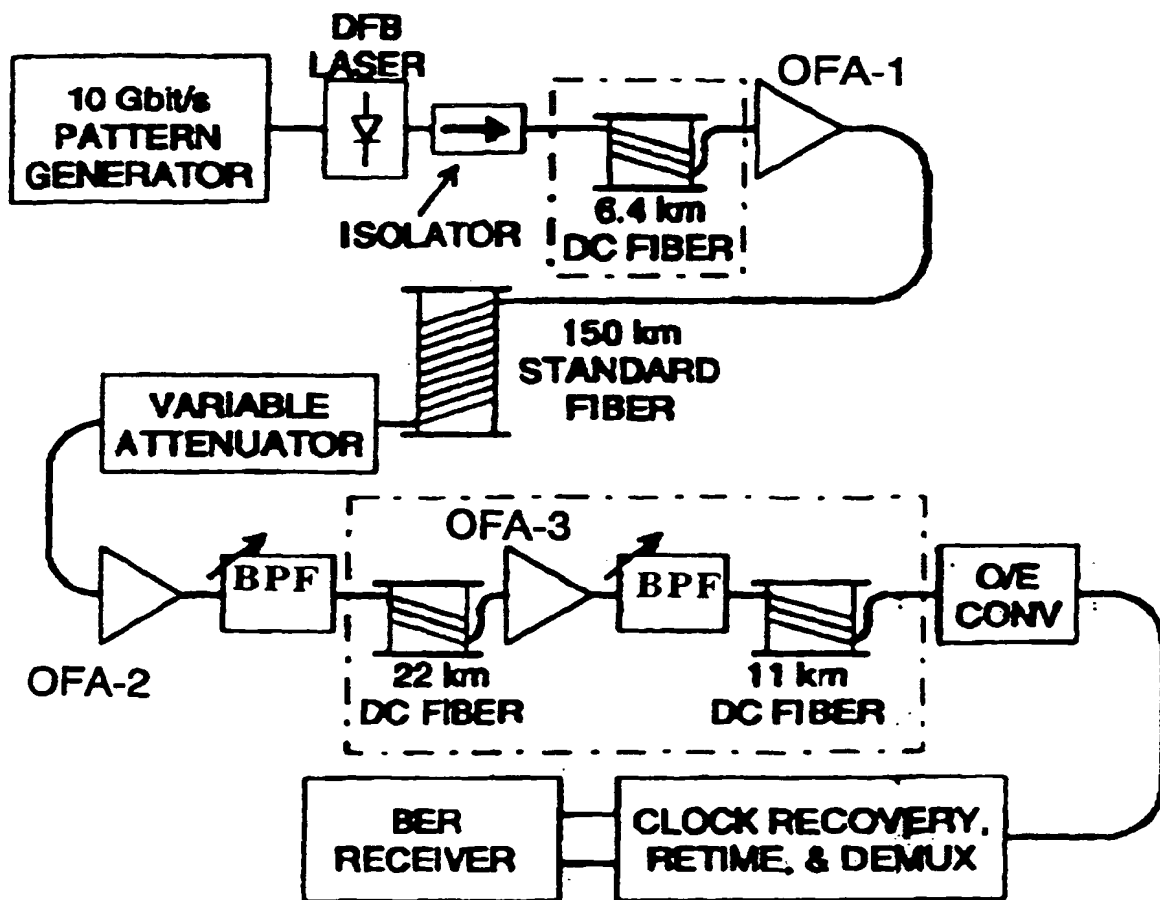 10 Gbit/s
PATTERN
GENERATOR
DFB
LASER
ISOLATOR
6.4 km
DC FIBER
OFA-1
150 km
STANDARD
FIBER
VARIABLE
ATTENUATOR
OFA-2
BPF
22 km
DC FIBER
OFA-3
BPF
11 km
DC FIBER
O/E
CONV
BER
RECEIVER
CLOCK RECOVERY,
RETIME, & DEMUX